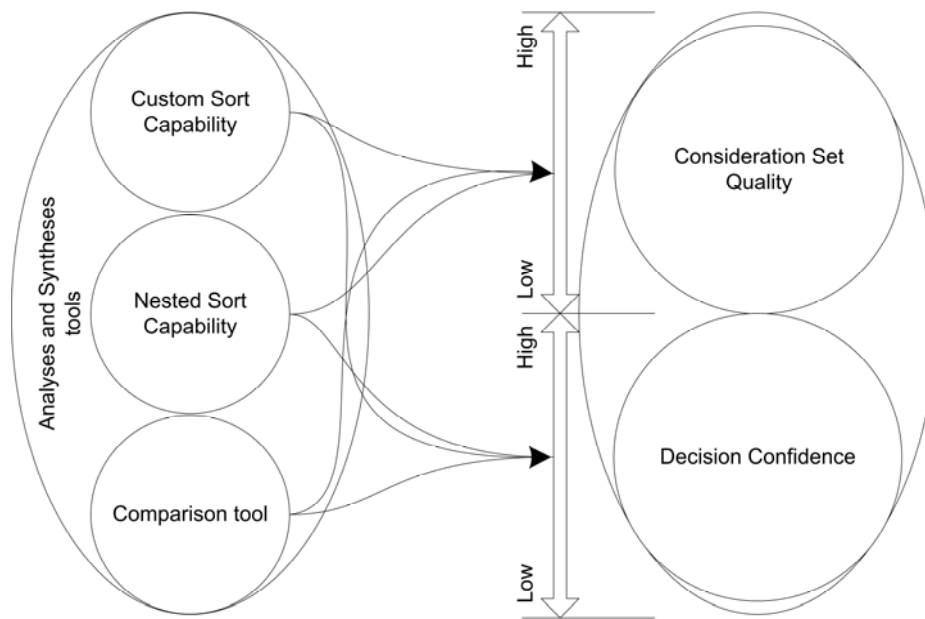 Analyses and Syntheses
tools
Custom Sort
Capability
Nested Sort
Capability
Comparison tool
High
Low
High
Low
Consideration Set
Quality
Decision Confidence